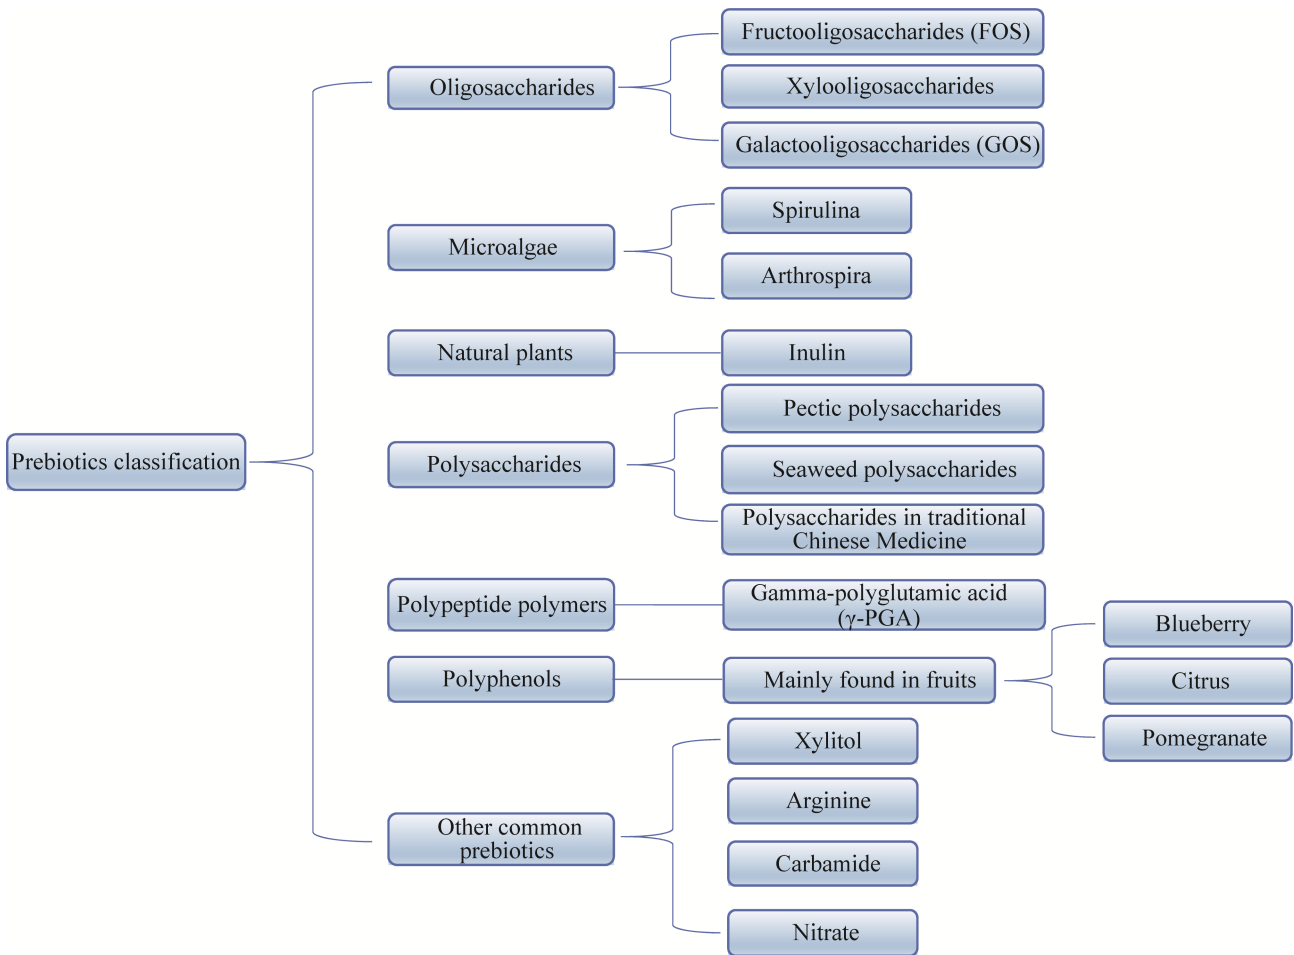 Prebiotics classification
Oligosaccharides
Fructooligosaccharides (FOS)
Xylooligosaccharides
Galactooligosaccharides (GOS)
Microalgae
Spirulina
Arthrospira
Natural plants
Inulin
Polysaccharides
Pectic polysaccharides
Seaweed polysaccharides
Polysaccharides in traditional
Chinese Medicine
Polypeptide polymers
Gamma-polyglutamic acid
(γ-PGA)
Polyphenols
Mainly found in fruits
Blueberry
Citrus
Pomegranate
Other common
prebiotics
Xylitol
Arginine
Carbamide
Nitrate